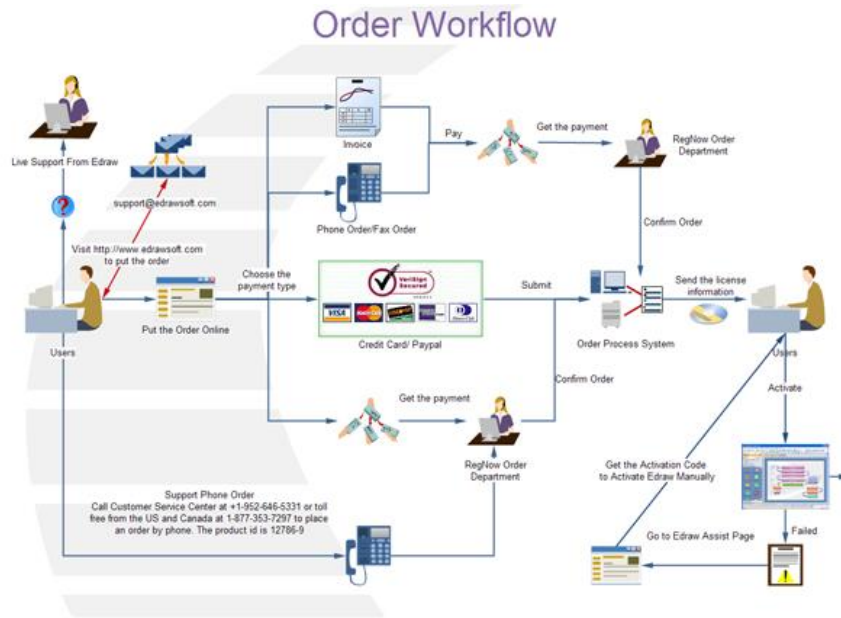 Order Workflow
Live Support From Edraw
support@edrawsoft.com
Visit http://www.edrawsoft.com
to put the order
Users
Put the Order Online
Choose the
payment type
Invoice
Phone Order/Fax Order
Pay
Get the payment
RegNow Order
Department
Confirm Order
VeriSign
Secured
VISA
MasterCard
Credit Card/ Paypal
Submit
Order Process System
Send the license
information
Users
Get the payment
RegNow Order
Department
Confirm Order
Support Phone Order
Call Customer Service Center at +1-952-646-5331 or toll
free from the US and Canada at 1-877-353-7297 to place
an order by phone. The product id is 12786-9
Activate
Failed
Go to Edraw Assist Page
Get the Activation Code
to Activate Edraw Manually